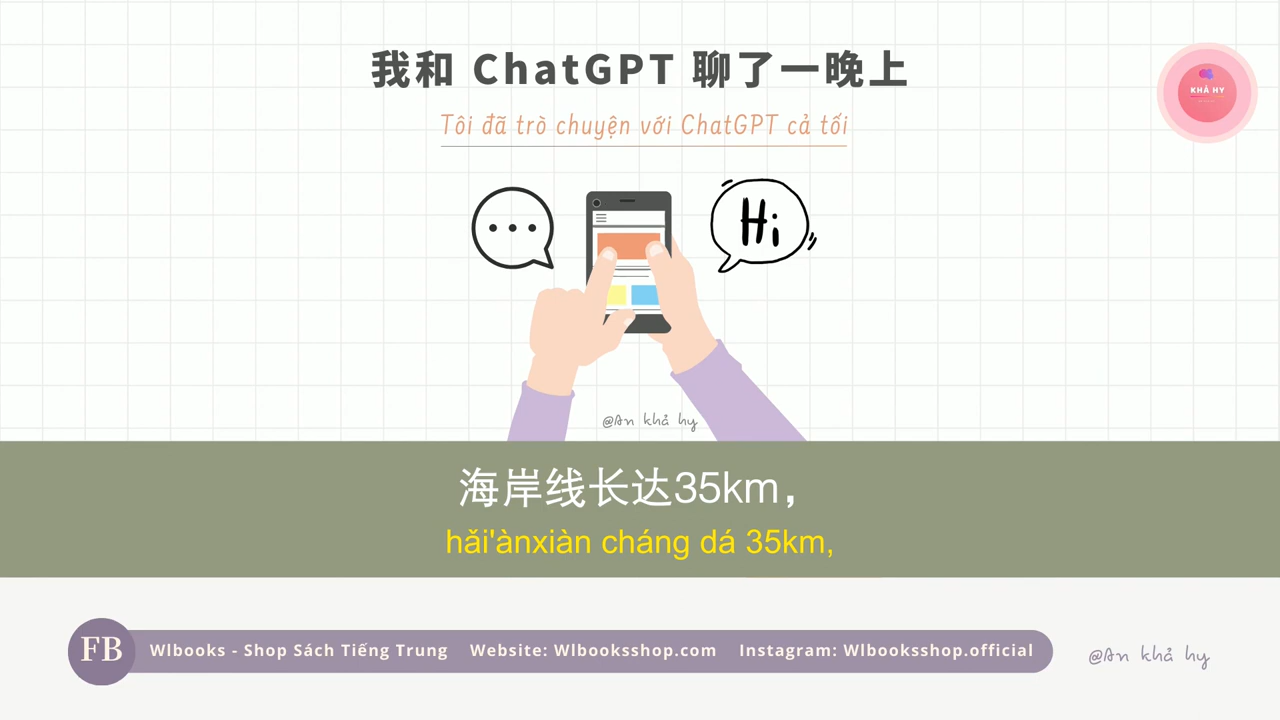 我和 ChatGPT 聊了一晚上
Tôi đã trò chuyện với ChatGPT cả tối
KHẢ HY
Hi
@An khả hy
海岸线长达35km，
hǎi'ànxiàn cháng dá 35km,
FB Wlbooks - Shop Sách Tiếng Trung Website: Wlbooksshop.com Instagram: Wlbooksshop.official
@An khả hy